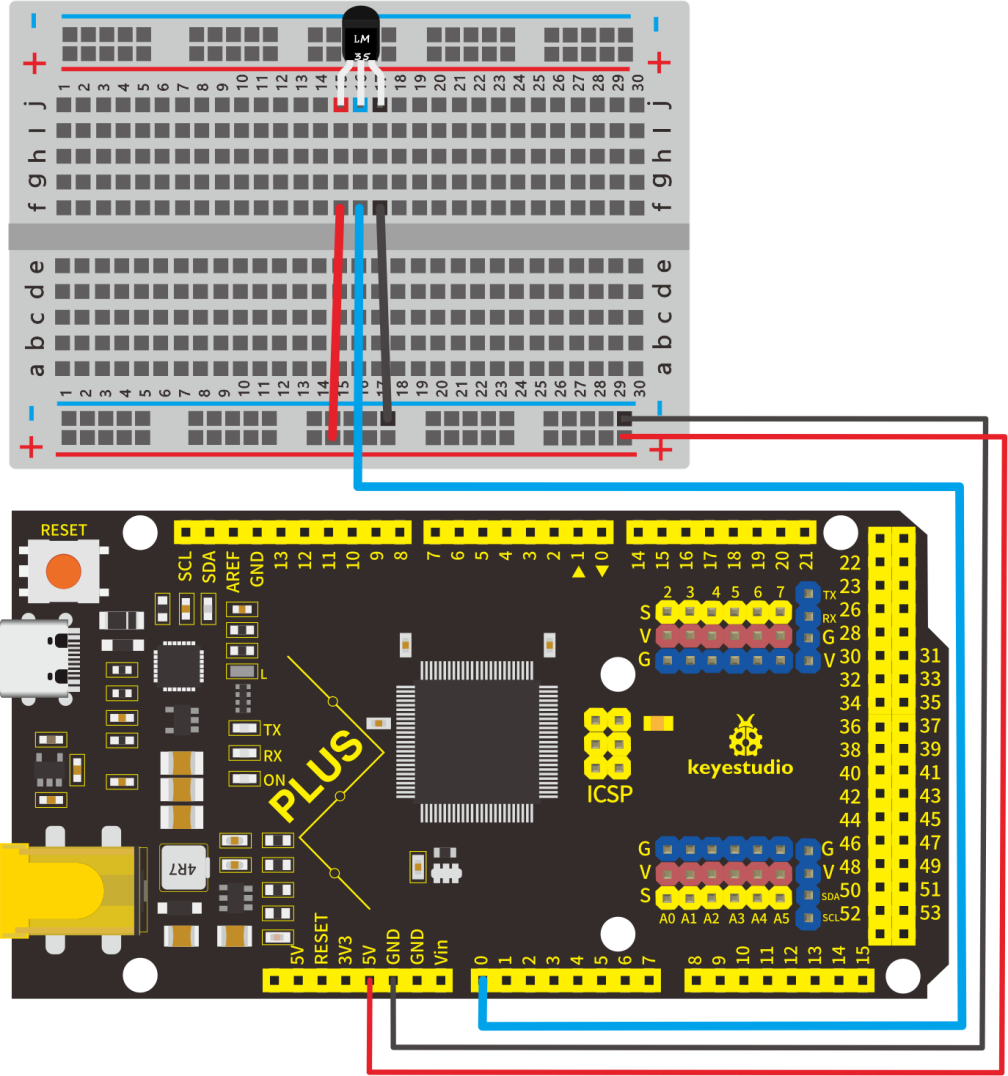 - -
LM
35
+ +
1 2 3 4 5 6 7 8 9 10 11 12 13 14 15 16 17 18 19 20 21 22 23 24 25 26 27 28 29 30
j j
i i
h h
g g
f f
e e
d d
c c
b b
a a
1 2 3 4 5 6 7 8 9 10 11 12 13 14 15 16 17 18 19 20 21 22 23 24 25 26 27 28 29 30
- -
+ +
RESET
SCL SDA AREF GND 13 12 11 10 9 8 7 6 5 4 3 2 1 0 14 15 16 17 18 19 20 21
22
2 3 4 5 6 7 TX 23
S RX 26
V G 28
G V 30 31
32 33
L
34 35
TX 36 37
RX 38 39
ON 40 41
PLUS
keyestudio
ICSP
42 43
44 45
G G 46 47
V V 48 49
4R7
S SDA 50 51
A0 A1 A2 A3 A4 A5 SCL 52 53
5V RESET 3V3 5V GND GND Vin 0 1 2 3 4 5 6 7 8 9 10 11 12 13 14 15